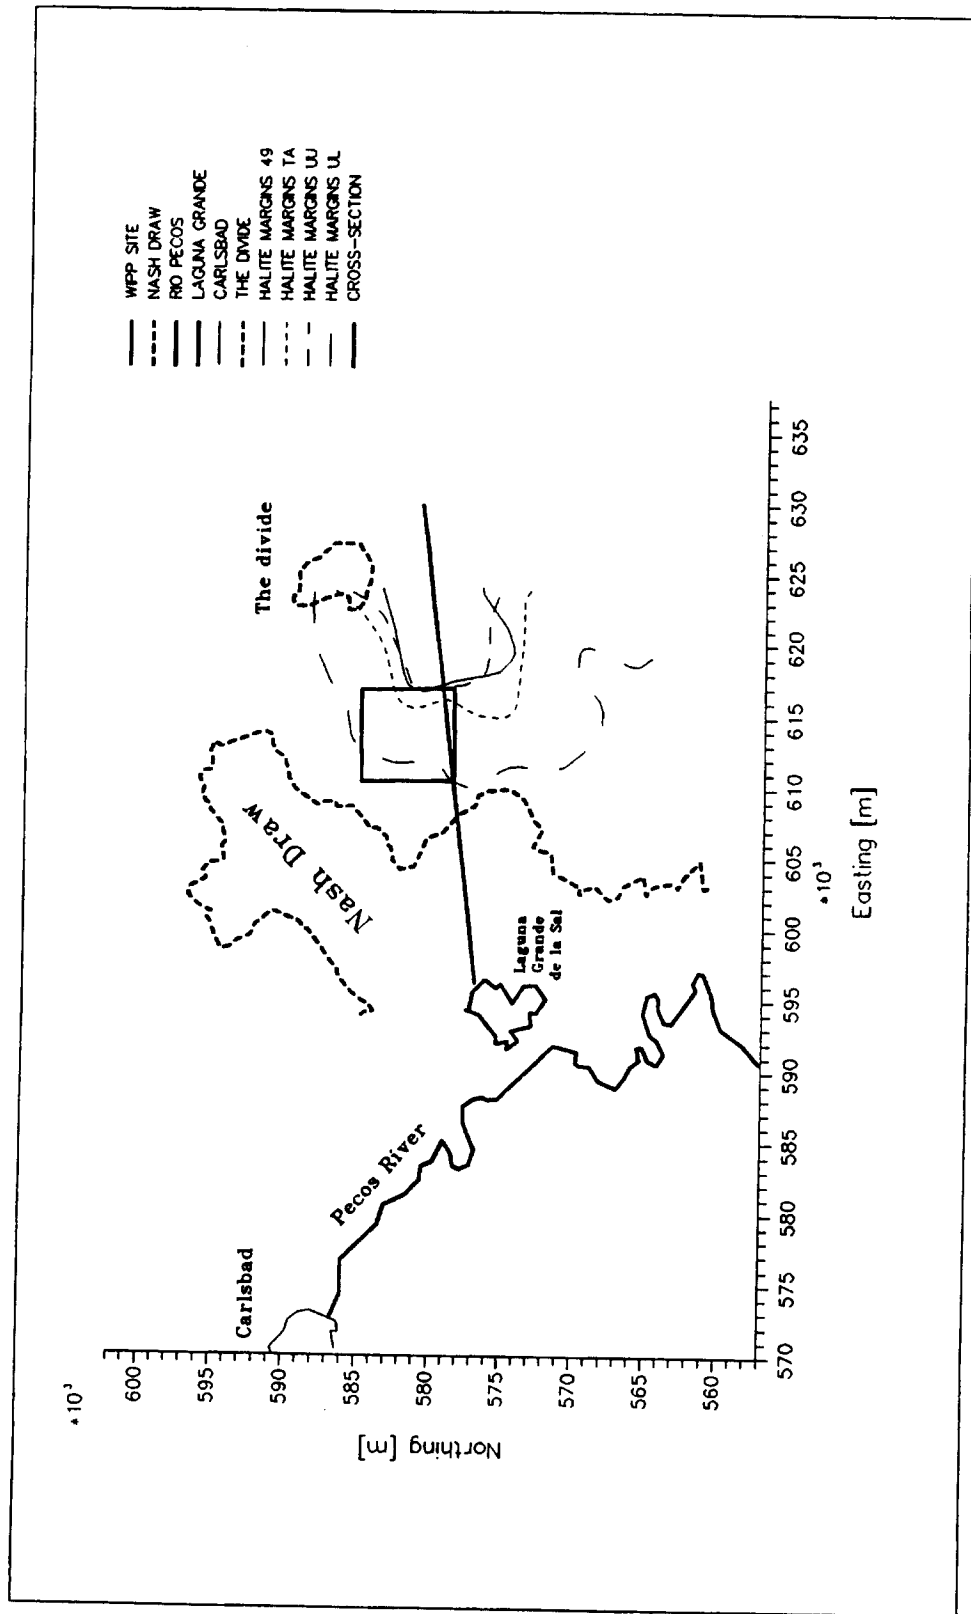 WIPP SITE
NASH DRAW
RIO PECOS
LAGUNA GRANDE
CARLSBAD
THE DIVIDE
HALITE MARGINS 49
HALITE MARGINS TA
HALITE MARGINS UU
HALITE MARGINS UL
CROSS-SECTION
The divide
Nash Draw
Laguna
Grande
de la Sal
Pecos River
Carlsbad
*10³
600
595
590
585
580
575
570
565
560
Northing [m]
570
575
580
585
590
595
600
605
610
615
620
625
630
635
*10³
Easting [m]